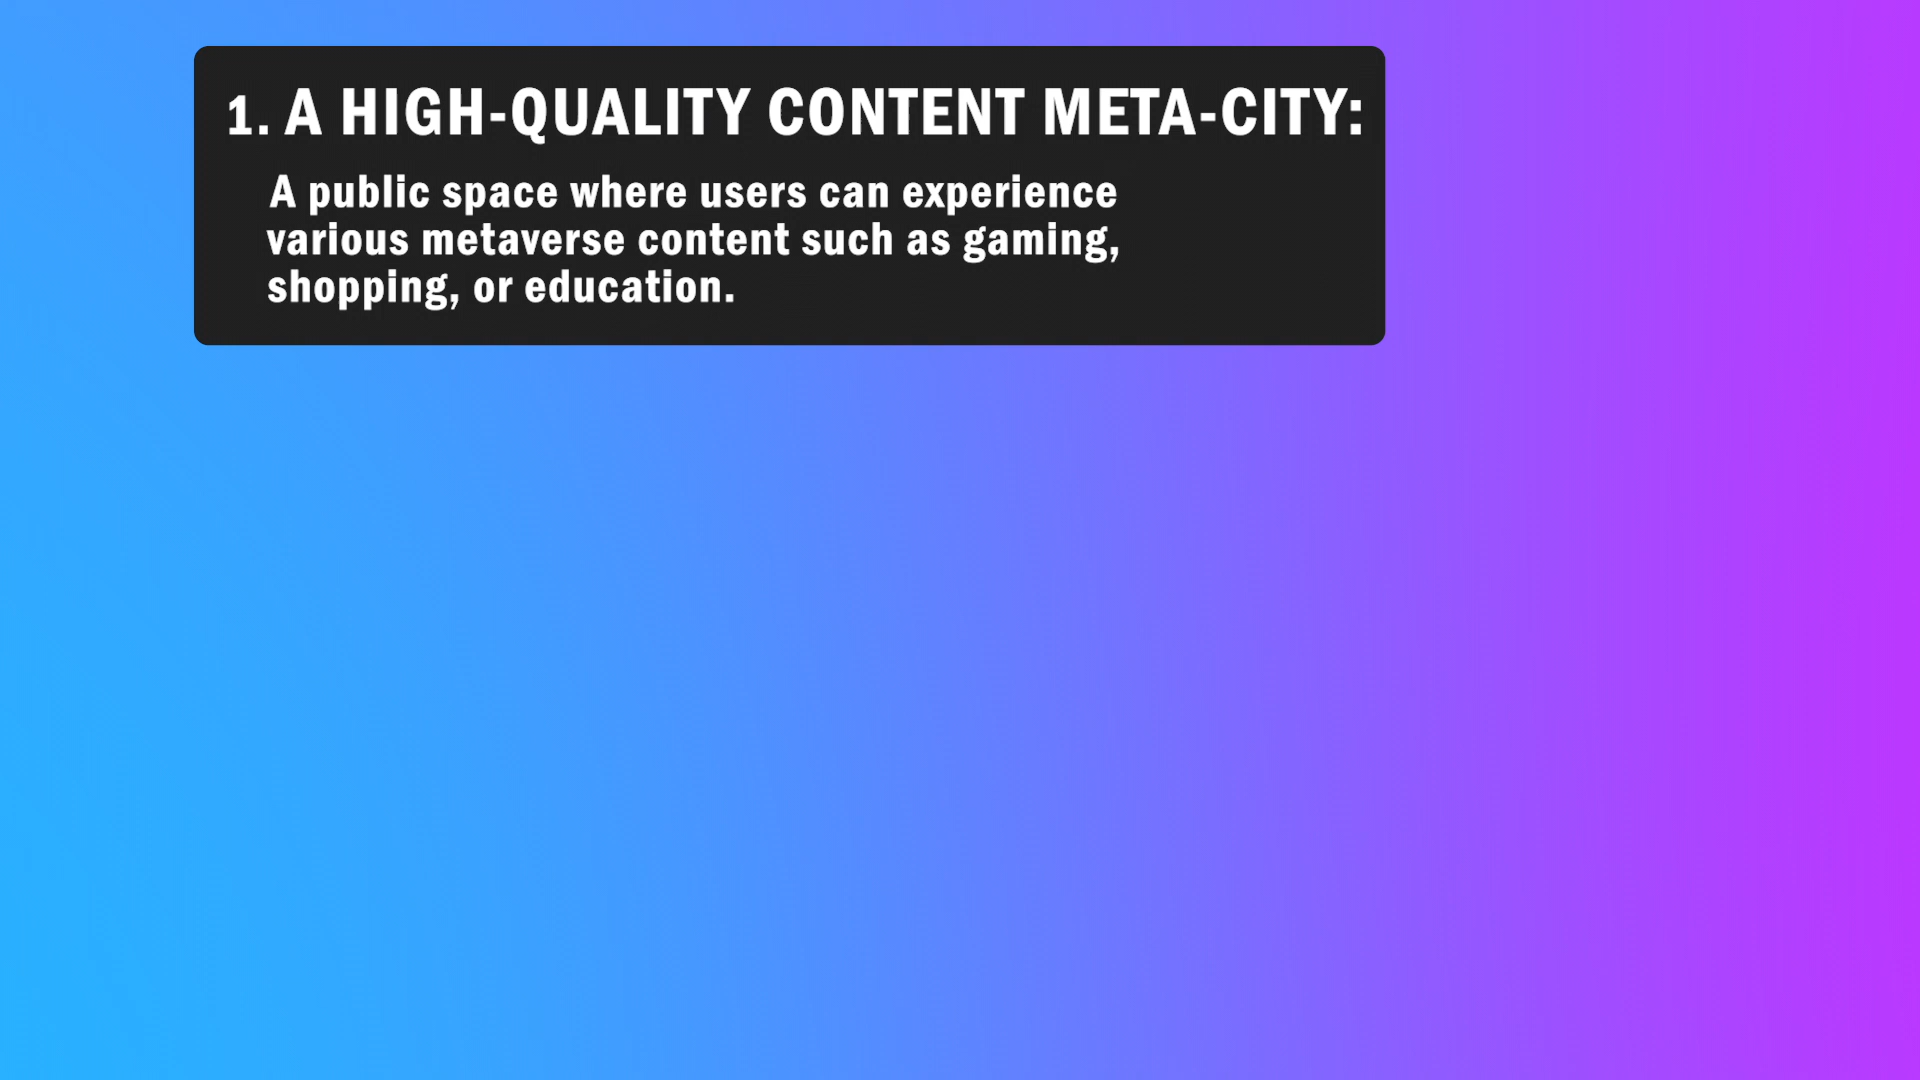 1. A HIGH-QUALITY CONTENT META-CITY:
A public space where users can experience
various metaverse content such as gaming,
shopping, or education.